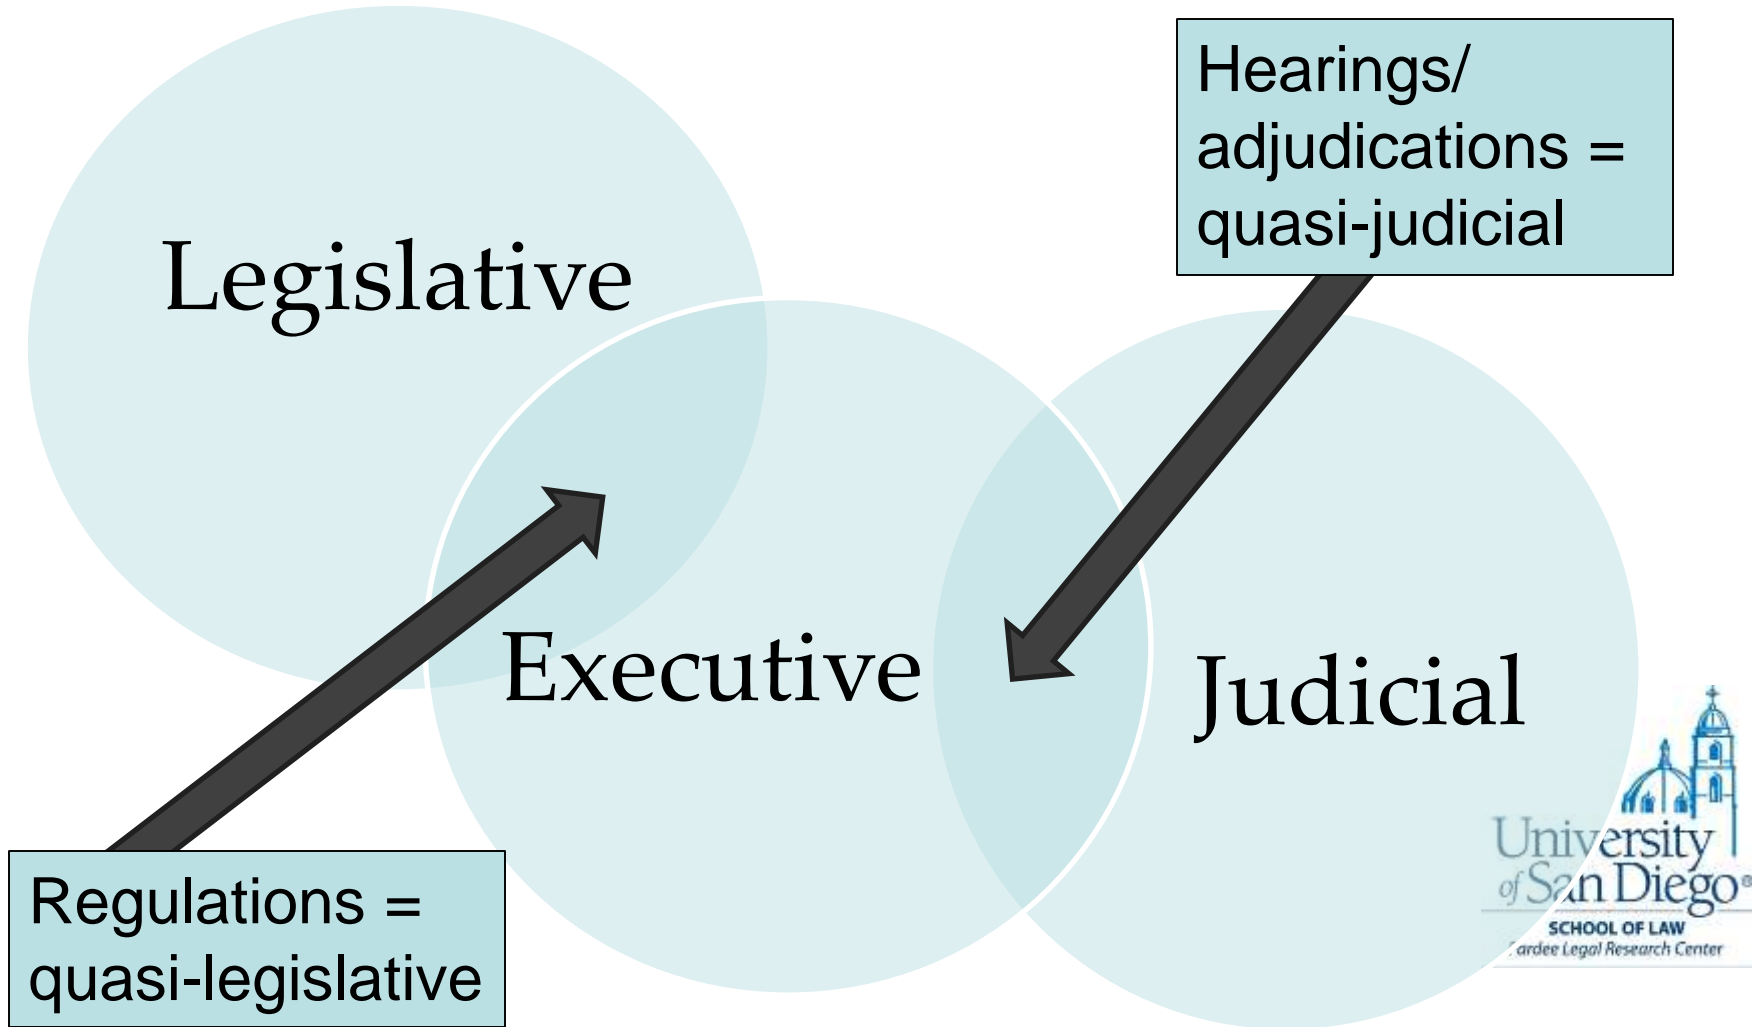 Legislative
Hearings/
adjudications =
quasi-judicial
Executive
Judicial
Regulations =
quasi-legislative
University
of San Diego®
SCHOOL OF LAW
Legal Research Center